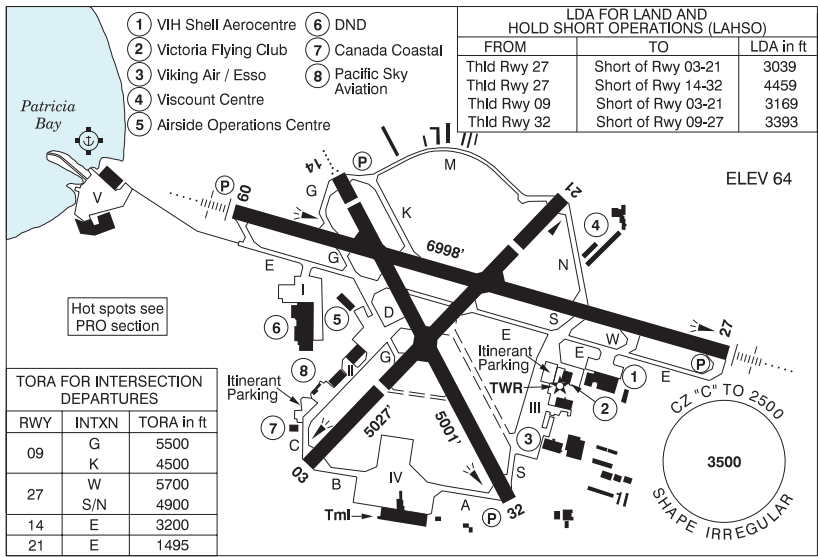 1 VIH Shell Aerocentre
2 Victoria Flying Club
3 Viking Air / Esso
4 Viscount Centre
5 Airside Operations Centre
6 DND
7 Canada Coastal
8 Pacific Sky
Aviation
LDA FOR LAND AND
HOLD SHORT OPERATIONS (LAHSO)
FROM TO LDA in ft
Thld Rwy 27 Short of Rwy 03-21 3039
Thld Rwy 27 Short of Rwy 14-32 4459
Thld Rwy 09 Short of Rwy 03-21 3169
Thld Rwy 32 Short of Rwy 09-27 3393
ELEV 64
Patricia
Bay
V
P
09
14
P
G
K
M
21
4
N
6998'
E
G
I
6
5
D
Hot spots see
PRO section
S
E
W
27
P
E
E
Itinerant
Parking
TWR
1
2
III
3
8
II
G
Itinerant
Parking
7
C
03
B
5027'
5001'
IV
A
S
Tml
P
32
CZ "C" TO 2500
3500
SHAPE IRREGULAR
TORA FOR INTERSECTION
DEPARTURES
RWY INTXN TORA in ft
09 G 5500
K 4500
27 W 5700
S/N 4900
14 E 3200
21 E 1495